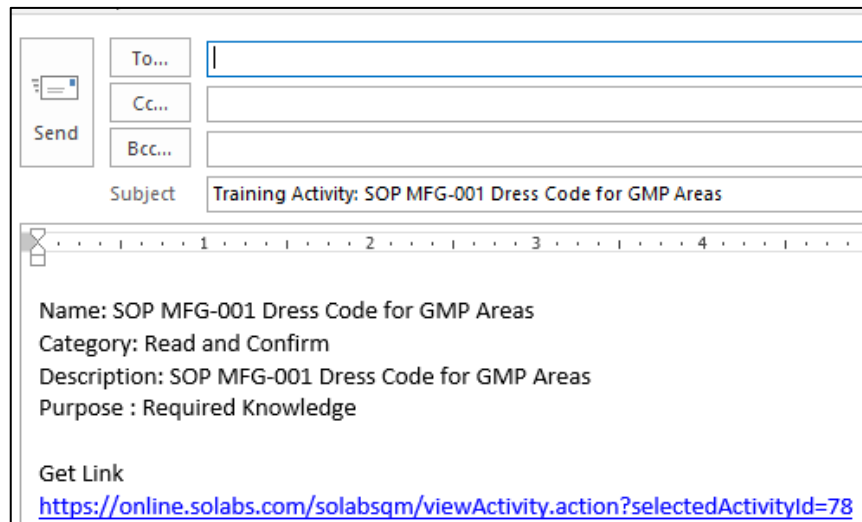 To...
Cc...
Send
Bcc...
Subject Training Activity: SOP MFG-001 Dress Code for GMP Areas
1 2 3 4
Name: SOP MFG-001 Dress Code for GMP Areas
Category: Read and Confirm
Description: SOP MFG-001 Dress Code for GMP Areas
Purpose : Required Knowledge
Get Link
https://online.solabs.com/solabsqm/viewActivity.action?selectedActivityId=78